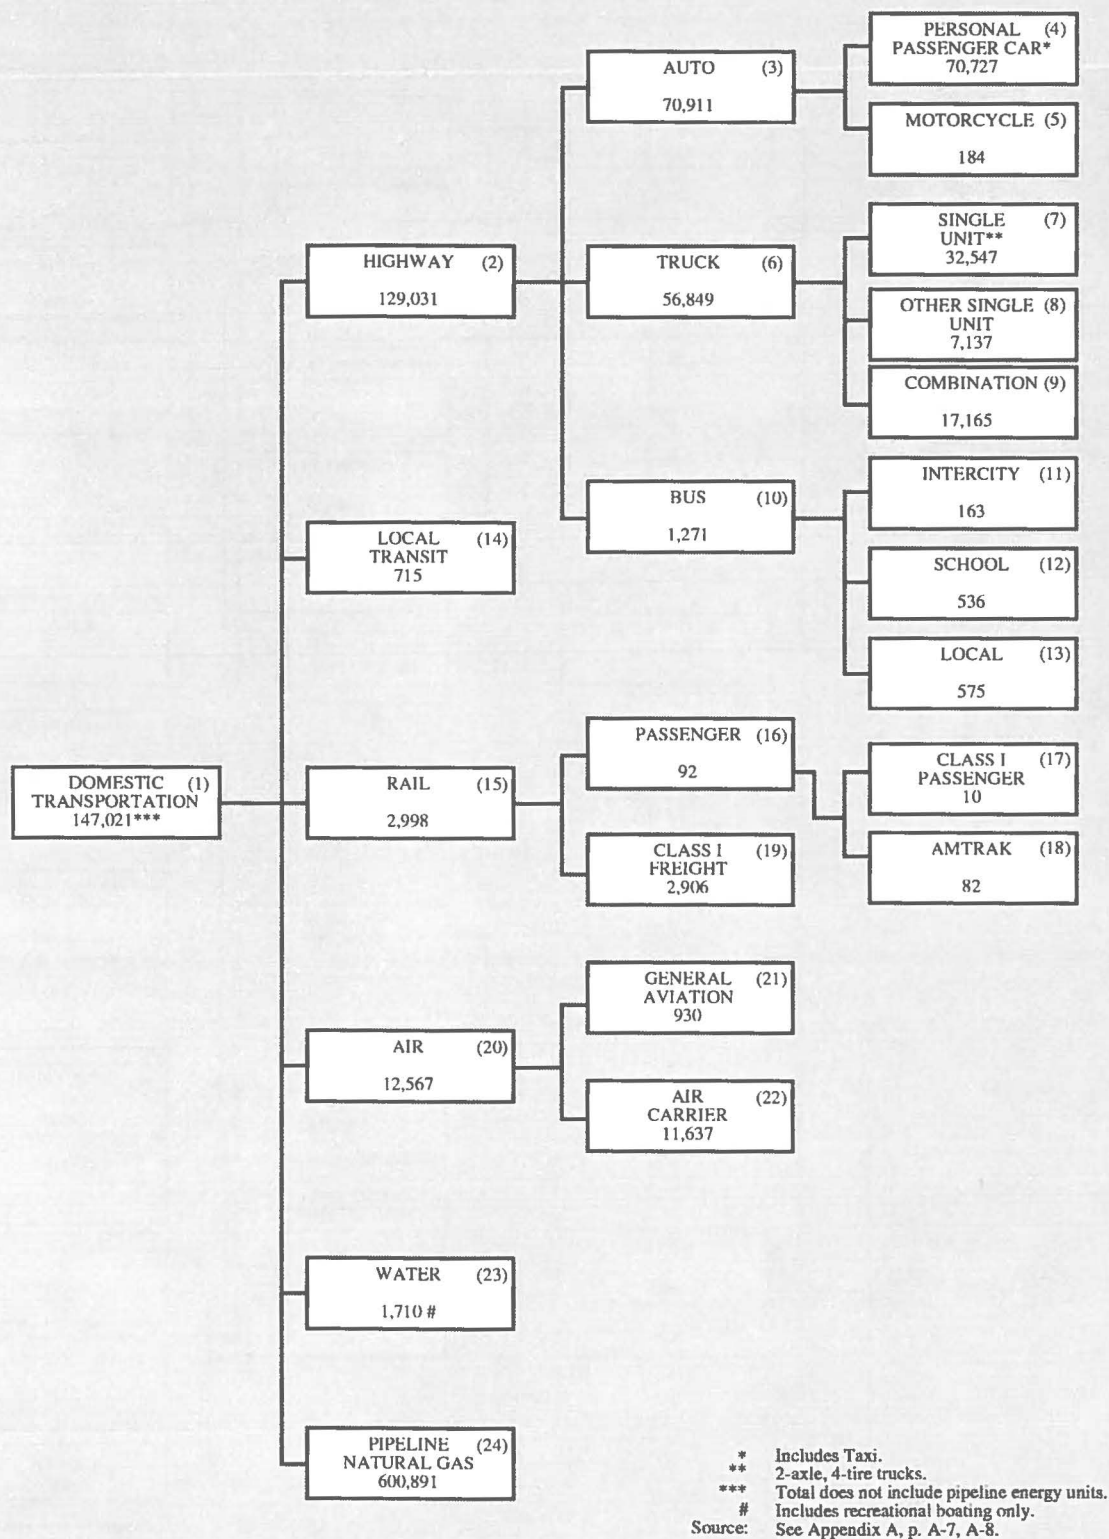 PERSONAL (4)
PASSENGER CAR*
70,727
AUTO (3)
70,911
MOTORCYCLE (5)
184
SINGLE (7)
UNIT**
32,547
HIGHWAY (2)
129,031
TRUCK (6)
56,849
OTHER SINGLE (8)
UNIT
7,137
COMBINATION (9)
17,165
INTERCITY (11)
163
BUS (10)
1,271
LOCAL (14)
TRANSIT
715
SCHOOL (12)
536
LOCAL (13)
575
PASSENGER (16)
92
CLASS I (17)
PASSENGER
10
DOMESTIC (1)
TRANSPORTATION
147,021***
RAIL (15)
2,998
CLASS I (19)
FREIGHT
2,906
AMTRAK (18)
82
GENERAL (21)
AVIATION
930
AIR (20)
12,567
AIR (22)
CARRIER
11,637
WATER (23)
1,710 #
PIPELINE (24)
NATURAL GAS
600,891
* Includes Taxi.
** 2-axle, 4-tire trucks.
*** Total does not include pipeline energy units.
# Includes recreational boating only.
Source: See Appendix A, p. A-7, A-8.